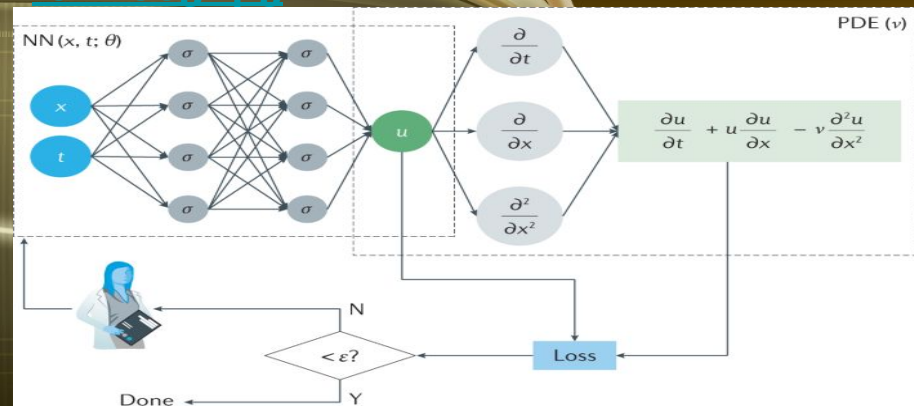 NN(x, t; θ)
PDE (ν)
x
t
σ
σ
σ
σ
σ
σ
σ
σ
u
∂/∂t
∂/∂x
∂²/∂x²
∂u/∂t + u ∂u/∂x − ν ∂²u/∂x²
N
< ε?
Loss
Y
Done